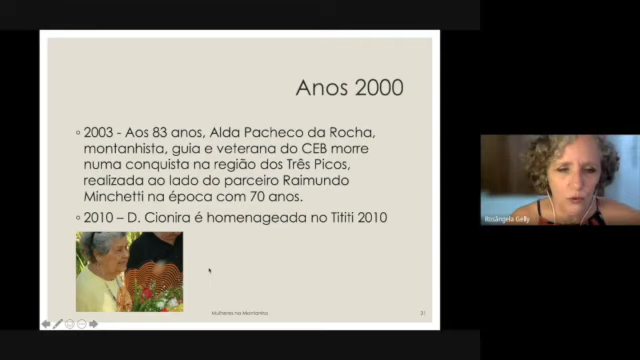 Anos 2000
2003 - Aos 83 anos, Alda Pacheco da Rocha,
montanhista, guia e veterana do CEB morre
numa conquista na região dos Três Picos,
realizada ao lado do parceiro Raimundo
Minchetti na época com 70 anos.
2010 – D. Cionira é homenageada no Tititi 2010
Mulheres na Montanha
31
Rosângela Gelly